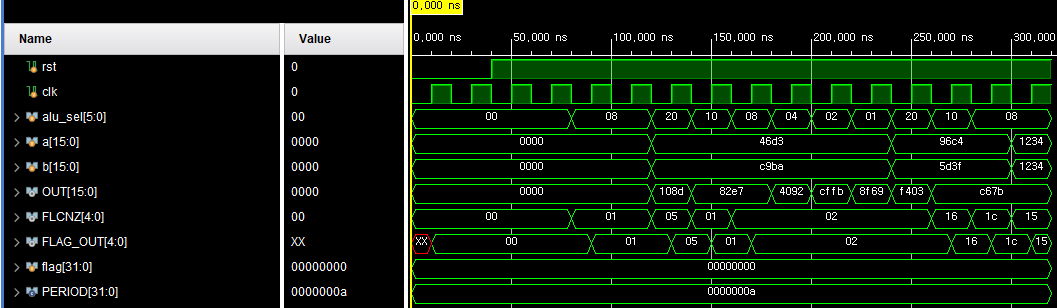 0,000 ns
Name Value
0,000 ns 50,000 ns 100,000 ns 150,000 ns 200,000 ns 250,000 ns 300,000
rst 0
clk 0
alu_sel[5:0] 00 00 08 20 10 08 04 02 01 20 10 08
a[15:0] 0000 0000 46d3 96c4 1234
b[15:0] 0000 0000 c9ba 5d3f 1234
OUT[15:0] 0000 0000 108d 82e7 4092 cffb 8f69 f403 c67b
FLCNZ[4:0] 00 00 01 05 01 02 16 1c 15
FLAG_OUT[4:0] XX XX 00 01 05 01 02 16 1c 15
flag[31:0] 00000000 00000000
PERIOD[31:0] 0000000a 0000000a